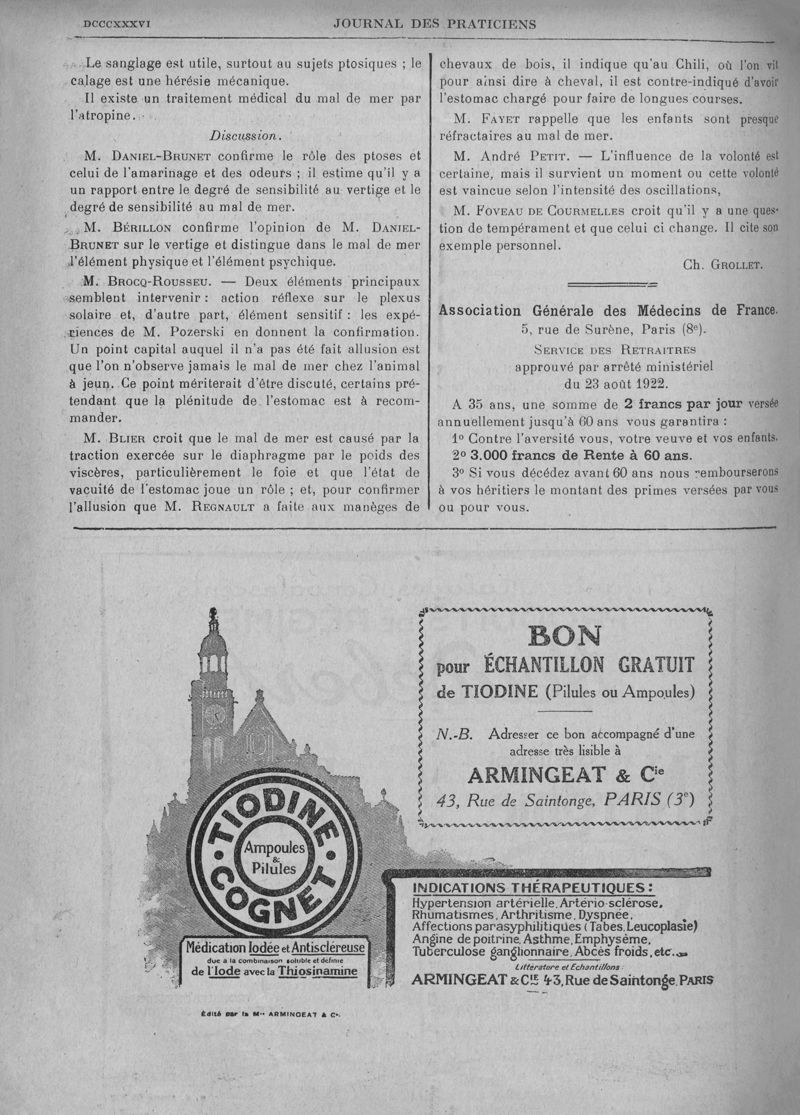 DCCCXXXVI
JOURNAL DES PRATICIENS
Le sanglage est utile, surtout au sujets ptosiques ; le
calage est une hérésie mécanique.
Il existe un traitement médical du mal de mer par
l'atropine.
Discussion.
M. DANIEL-BRUNET confirme le rôle des ptoses et
celui de l'amarinage et des odeurs ; il estime qu'il y a
un rapport entre le degré de sensibilité au vertige et le
degré de sensibilité au mal de mer.
M. BÉRILLON confirme l'opinion de M. DANIEL-
BRUNET sur le vertige et distingue dans le mal de mer
l'élément physique et l'élément psychique.
M. BROCQ-ROUSSEU. — Deux éléments principaux
semblent intervenir : action réflexe sur le plexus
solaire et, d'autre part, élément sensitif : les expé-
riences de M. Pozerski en donnent la confirmation.
Un point capital auquel il n'a pas été fait allusion est
que l'on n'observe jamais le mal de mer chez l'animal
à jeun. Ce point mériterait d'être discuté, certains pré-
tendant que la plénitude de l'estomac est à recom-
mander.
M. BLIER croit que le mal de mer est causé par la
traction exercée sur le diaphragme par le poids des
viscères, particulièrement le foie et que l'état de
vacuité de l'estomac joue un rôle ; et, pour confirmer
l'allusion que M. REGNAULT a faite aux manèges de
chevaux de bois, il indique qu'au Chili, où l'on vit
pour ainsi dire à cheval, il est contre-indiqué d'avoir
l'estomac chargé pour faire de longues courses.
M. FAYET rappelle que les enfants sont presque
réfractaires au mal de mer.
M. André PETIT. — L'influence de la volonté est
certaine, mais il survient un moment ou cette volonté
est vaincue selon l'intensité des oscillations,
M. FOVEAU DE COURMELLES croit qu'il y a une ques-
tion de tempérament et que celui ci change. Il cite son
exemple personnel.
Ch. GROLLET.
Association Générale des Médecins de France.
5, rue de Surène, Paris (8e).
SERVICE DES RETRAITRES
approuvé par arrêté ministériel
du 23 août 1922.
A 35 ans, une somme de 2 francs par jour versée
annuellement jusqu'à 60 ans vous garantira :
1o Contre l'aversité vous, votre veuve et vos enfants.
2o 3.000 francs de Rente à 60 ans.
3o Si vous décédez avant 60 ans nous rembourserons
à vos héritiers le montant des primes versées par vous
ou pour vous.
BON
pour ÉCHANTILLON GRATUIT
de TIODINE (Pilules ou Ampoules)
N.-B. Adresser ce bon accompagné d'une
adresse très lisible à
ARMINGEAT & Cie
43, Rue de Saintonge, PARIS (3e)
TIODINE
COGNET
Ampoules
&
Pilules
Médication Iodée et Antiscléreuse
due à la combinaison soluble et définie
de l'Iode avec la Thiosinamine
INDICATIONS THÉRAPEUTIQUES :
Hypertension artérielle, Artério-sclérose,
Rhumatismes, Arthritisme, Dyspnée,
Affections parasyphilitiques (Tabes, Leucoplasie)
Angine de poitrine, Asthme, Emphysème,
Tuberculose ganglionnaire, Abcès froids, etc...
Littérature et Echantillons :
ARMINGEAT & CIE 43, Rue de Saintonge, PARIS
Édité par la Mon ARMINGEAT & Cie.